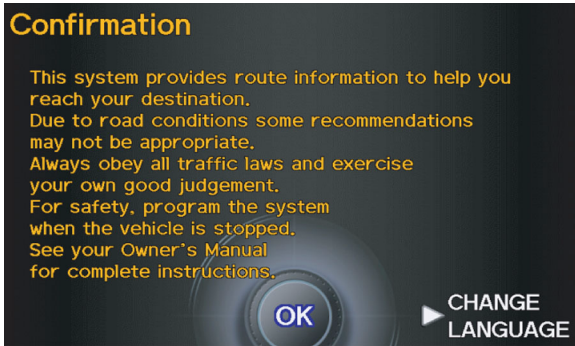 Confirmation
This system provides route information to help you
reach your destination.
Due to road conditions some recommendations
may not be appropriate.
Always obey all traffic laws and exercise
your own good judgement.
For safety, program the system
when the vehicle is stopped.
See your Owner's Manual
for complete instructions.
OK
CHANGE
LANGUAGE